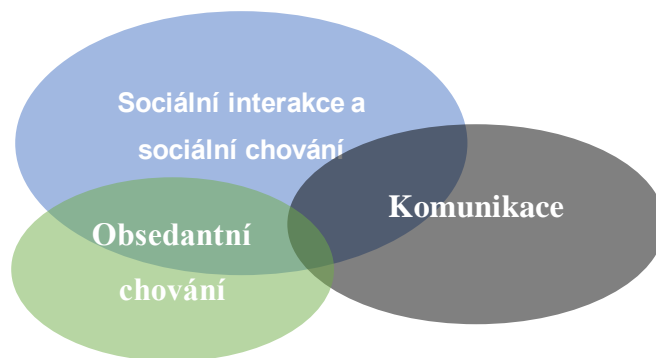 Sociální interakce a
sociální chování
Komunikace
Obsedantní
chování